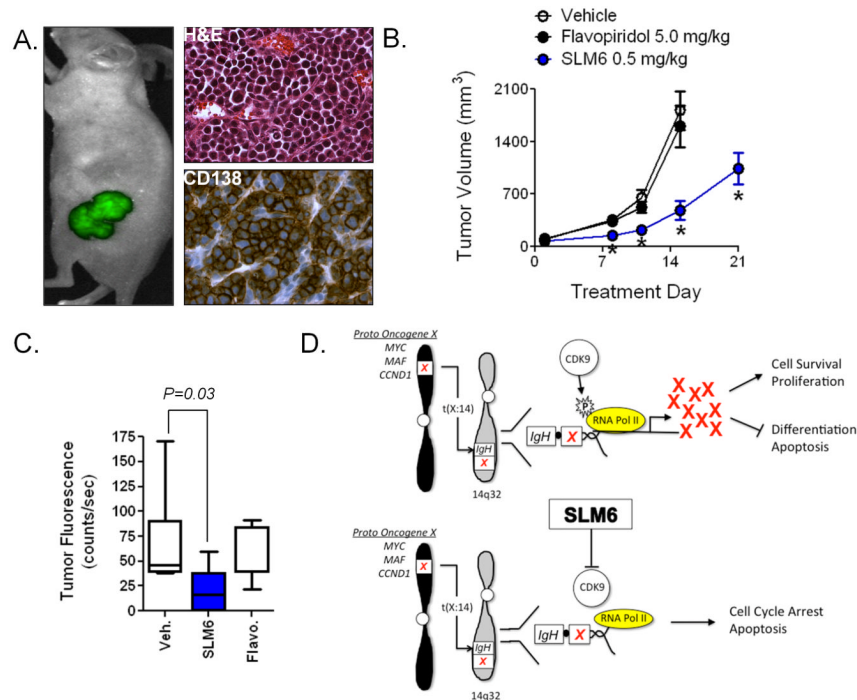 A.
H&E
CD138
B.
Vehicle
Flavopiridol 5.0 mg/kg
SLM6 0.5 mg/kg
Tumor Volume (mm³)
2100
1400
700
0
7
14
21
*
*
*
*
Treatment Day
C.
P=0.03
Tumor Fluorescence
(counts/sec)
175
150
125
100
75
50
25
0
Veh.
SLM6
Flavo.
D.
Proto Oncogene X
MYC
MAF
CCND1
X
t(X:14)
IgH
X
14q32
CDK9
P
RNA Pol II
IgH
X
X X X X X X X X X X
Cell Survival
Proliferation
Differentiation
Apoptosis
SLM6
Proto Oncogene X
MYC
MAF
CCND1
X
t(X:14)
IgH
X
14q32
CDK9
RNA Pol II
IgH
X
Cell Cycle Arrest
Apoptosis